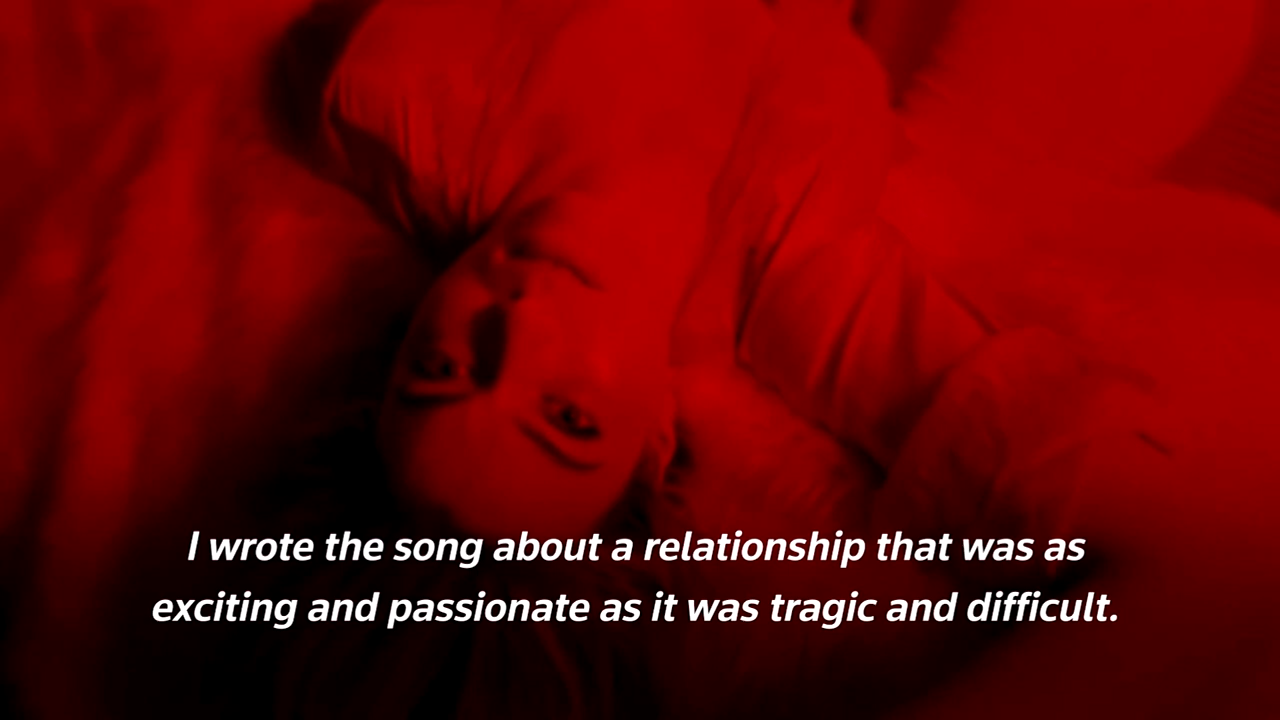 I wrote the song about a relationship that was as
exciting and passionate as it was tragic and difficult.